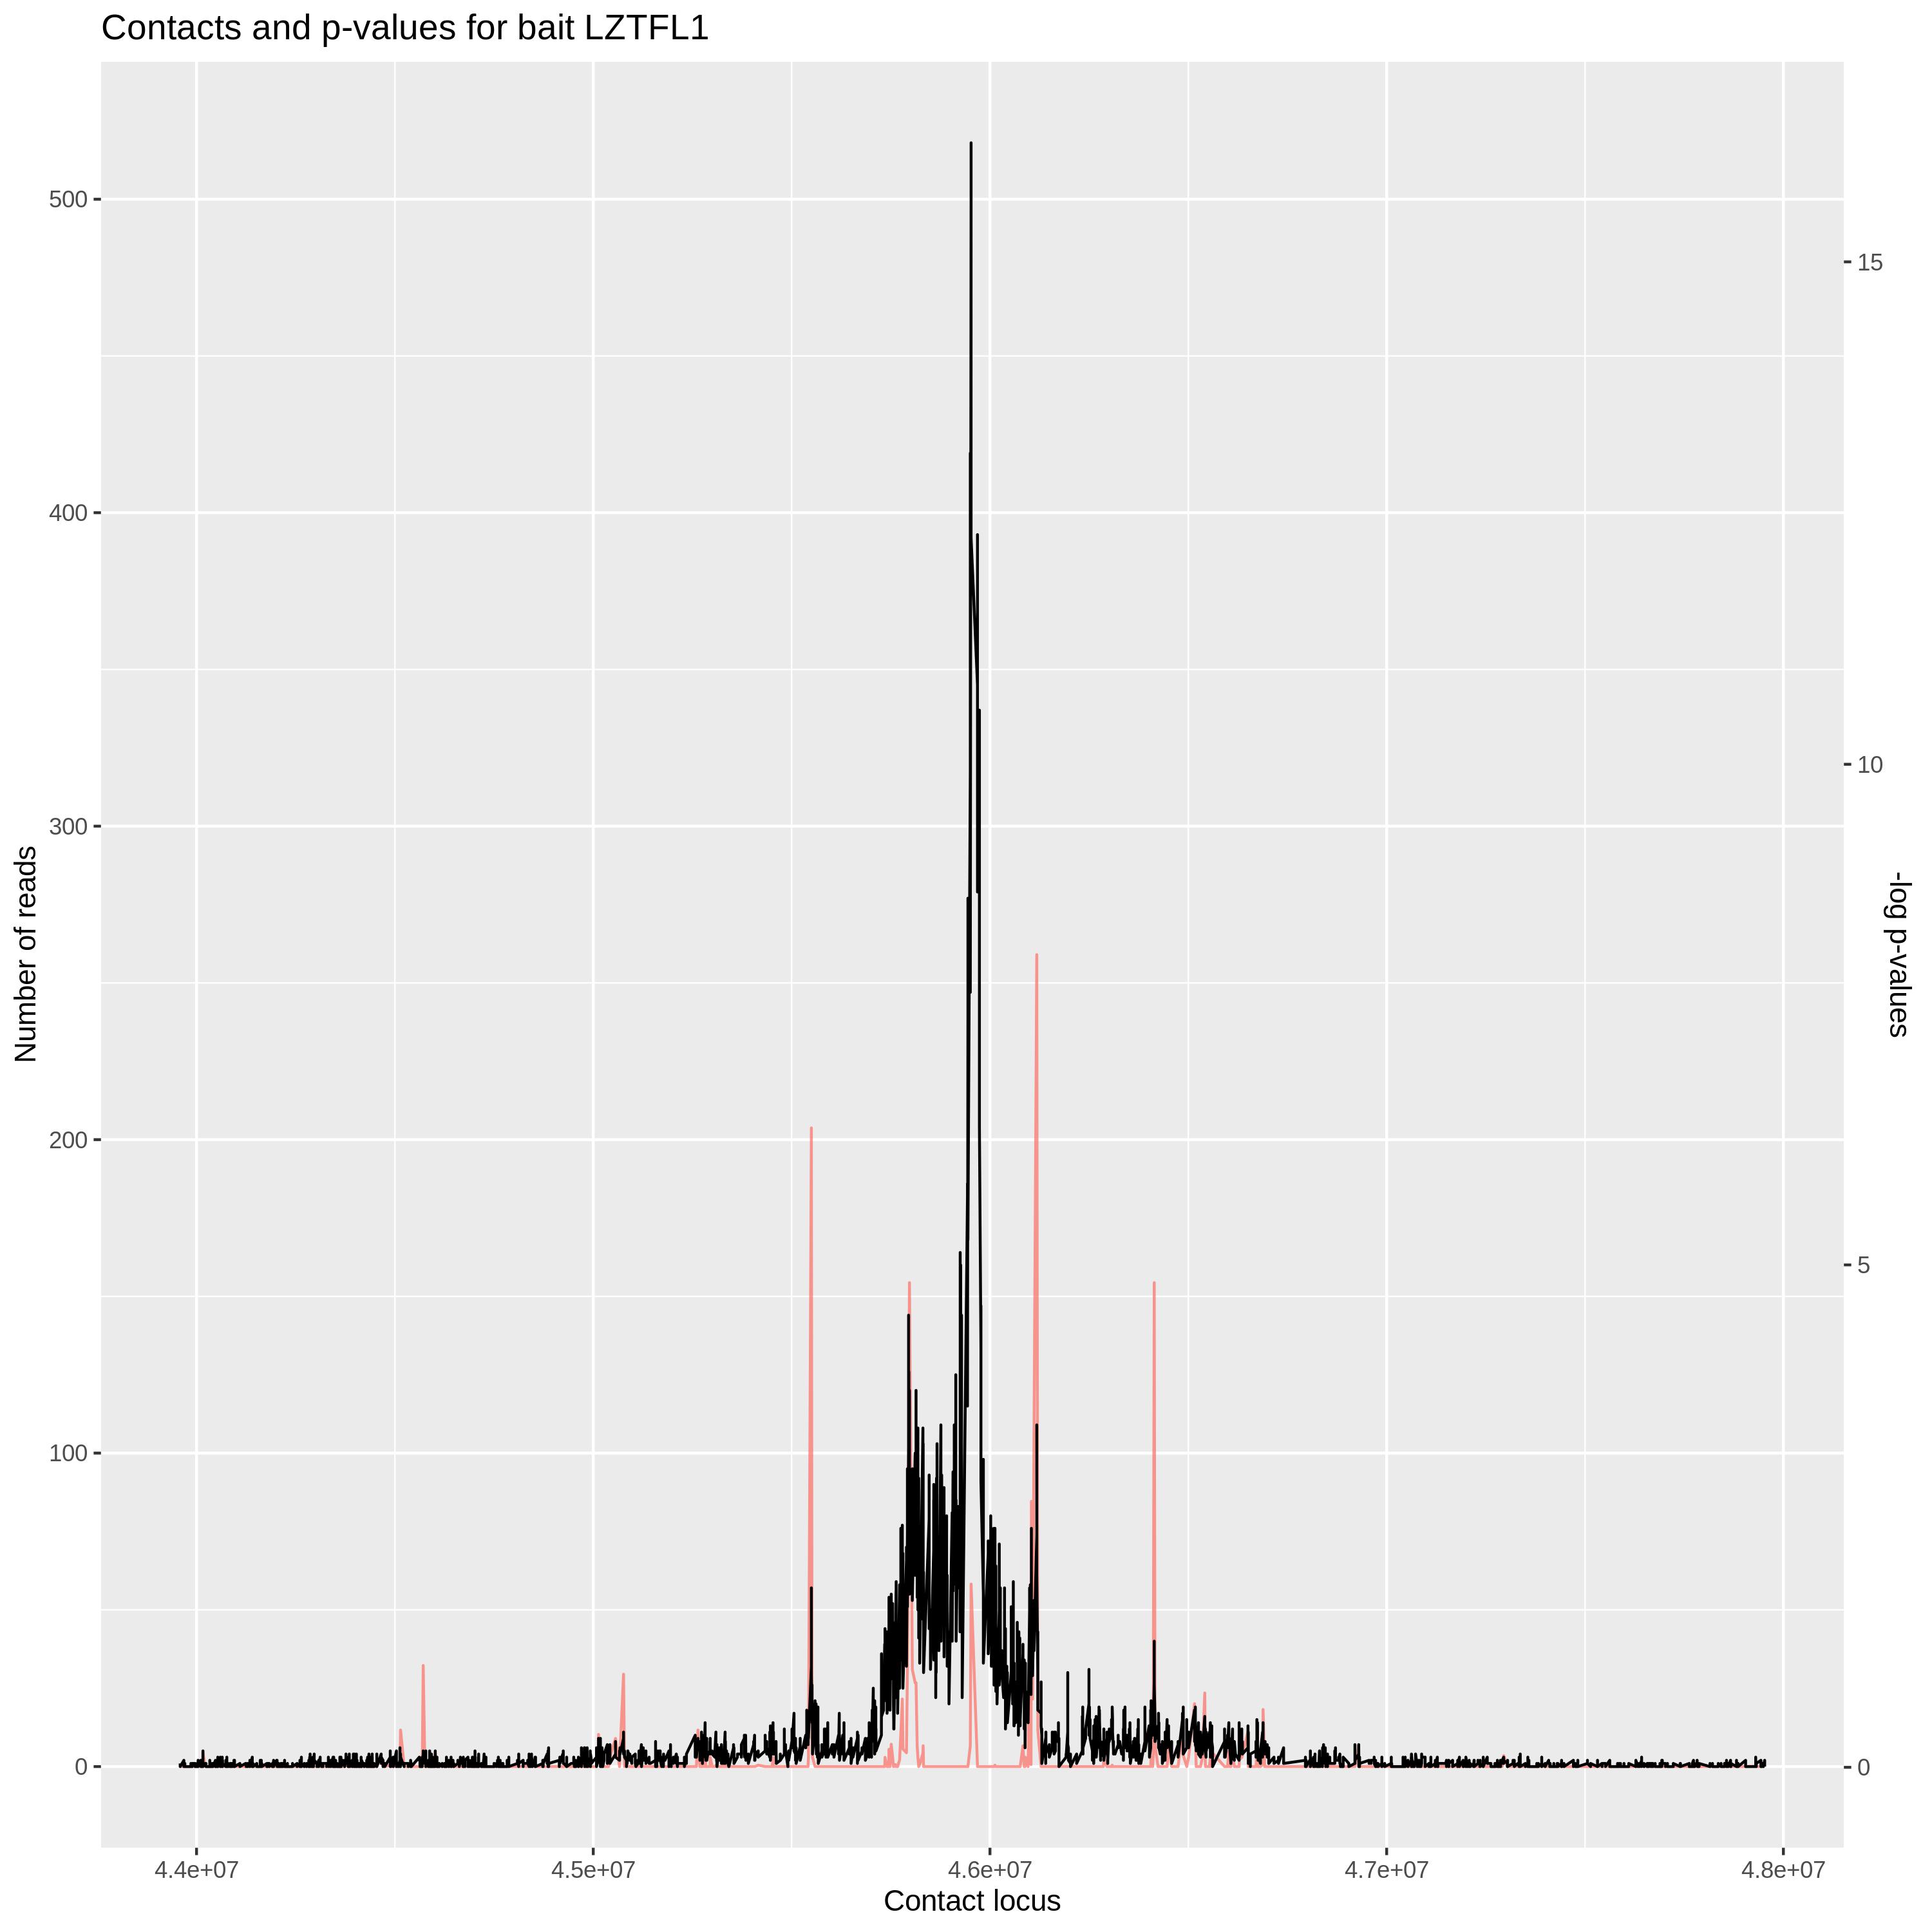 Contacts and p-values for bait LZTFL1
500
400
300
200
100
0
Number of reads
15
10
5
0
-log p-values
4.4e+07
4.5e+07
4.6e+07
4.7e+07
4.8e+07
Contact locus